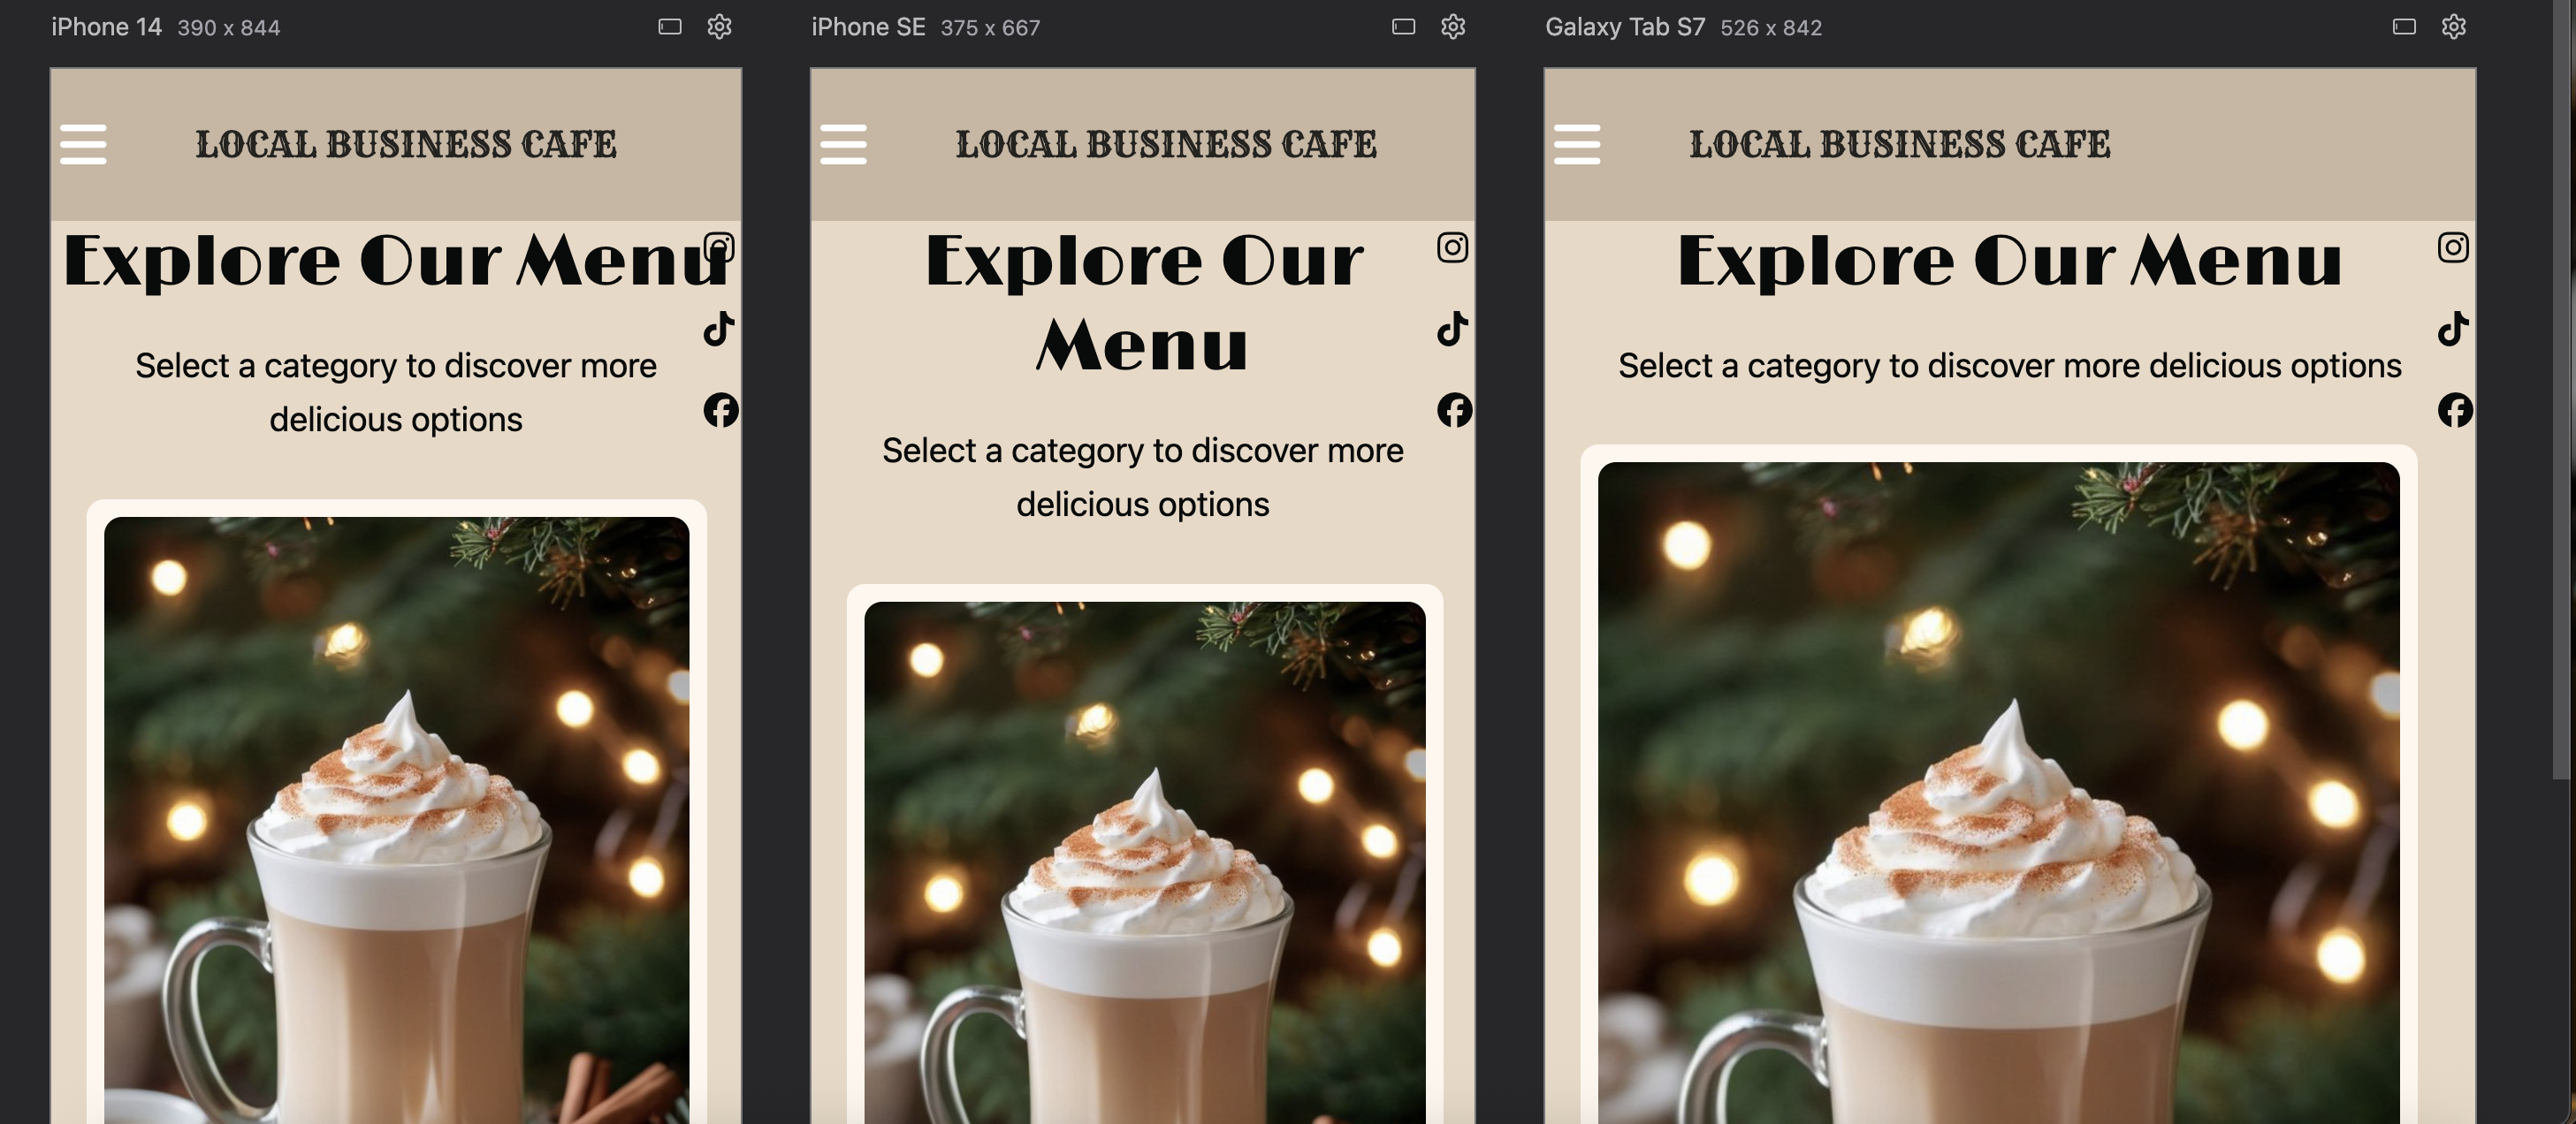 iPhone 14 390 x 844
LOCAL BUSINESS CAFE
Explore Our Menu
Select a category to discover more
delicious options
iPhone SE 375 x 667
LOCAL BUSINESS CAFE
Explore Our
Menu
Select a category to discover more
delicious options
Galaxy Tab S7 526 x 842
LOCAL BUSINESS CAFE
Explore Our Menu
Select a category to discover more delicious options